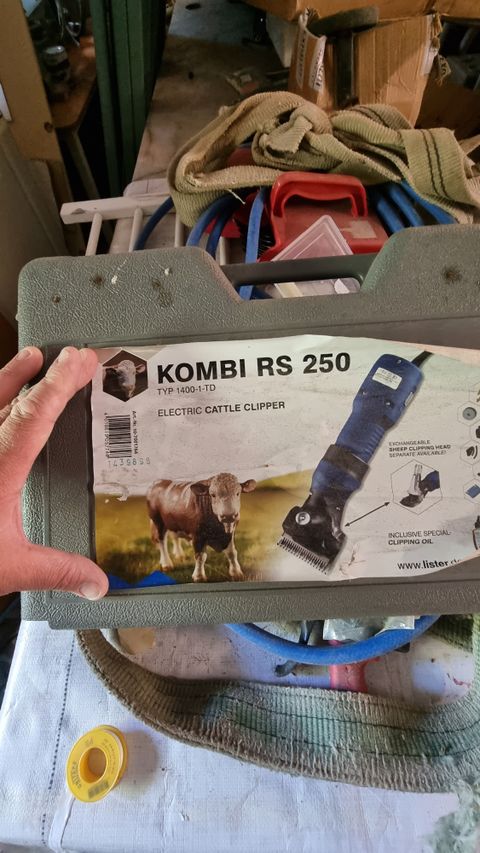 KOMBI RS 250
TYP 1400-1-TD
ELECTRIC CATTLE CLIPPER
EXCHANGEABLE
SHEEP CLIPPING HEAD
SEPARATE AVAILABLE!
INCLUSIVE SPECIAL-
CLIPPING OIL
www.lister.de